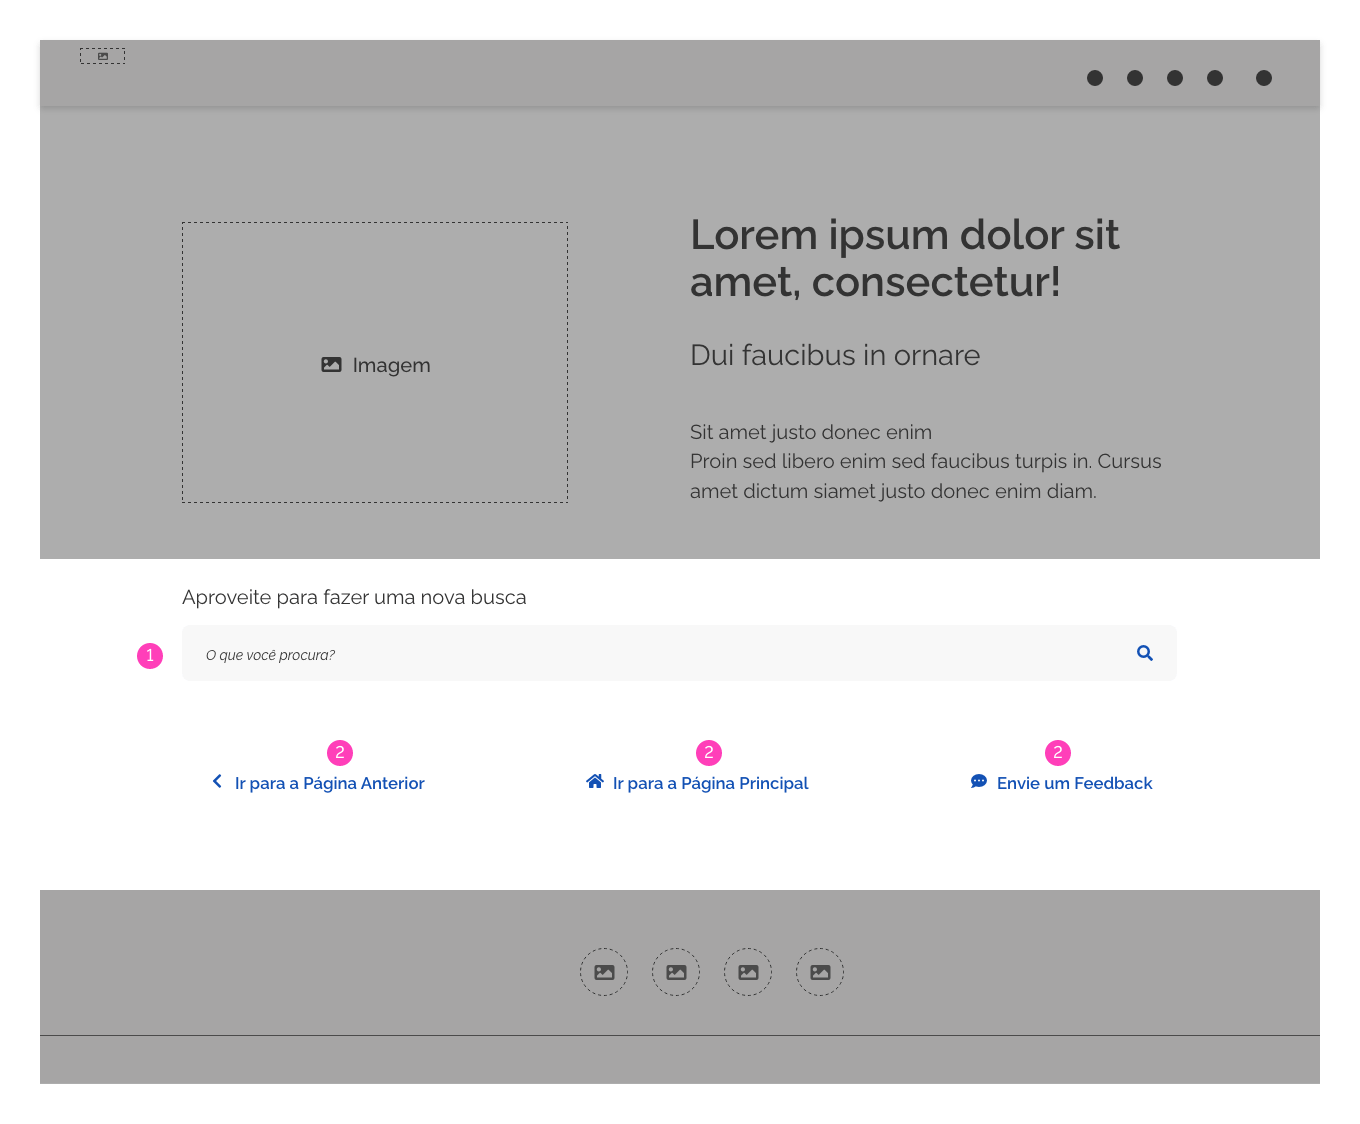 Lorem ipsum dolor sit
amet, consectetur!
Imagem
Dui faucibus in ornare
Sit amet justo donec enim
Proin sed libero enim sed faucibus turpis in. Cursus
amet dictum siamet justo donec enim diam.
Aproveite para fazer uma nova busca
1
O que você procura?
2
2
2
Ir para a Página Anterior
Ir para a Página Principal
Envie um Feedback